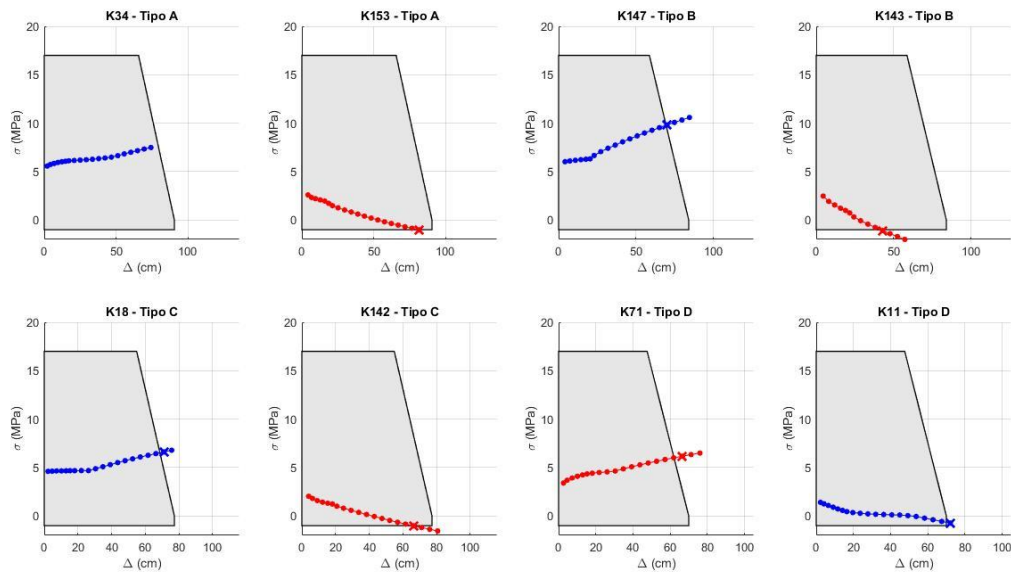 K34 - Tipo A
20
15
10
5
0
σ (MPa)
0 50 100
Δ (cm)
K153 - Tipo A
20
15
10
5
0
σ (MPa)
0 50 100
Δ (cm)
K147 - Tipo B
20
15
10
5
0
σ (MPa)
0 50 100
Δ (cm)
K143 - Tipo B
20
15
10
5
0
σ (MPa)
0 50 100
Δ (cm)
K18 - Tipo C
20
15
10
5
0
σ (MPa)
0 20 40 60 80 100
Δ (cm)
K142 - Tipo C
20
15
10
5
0
σ (MPa)
0 20 40 60 80 100
Δ (cm)
K71 - Tipo D
20
15
10
5
0
σ (MPa)
0 20 40 60 80 100
Δ (cm)
K11 - Tipo D
20
15
10
5
0
σ (MPa)
0 20 40 60 80 100
Δ (cm)